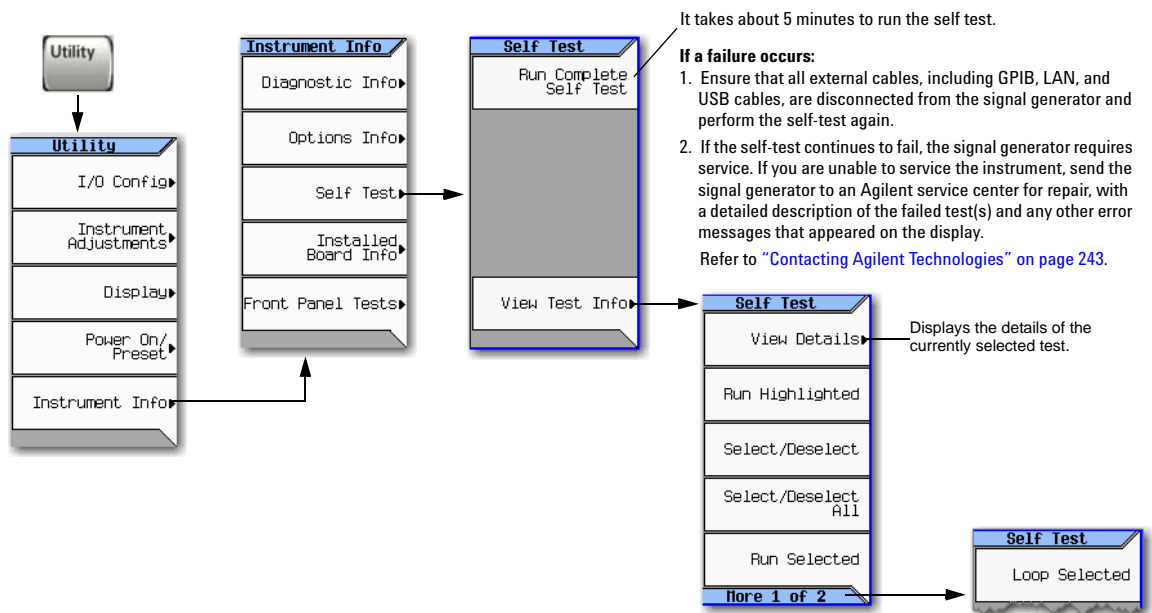 Utility
Utility
I/O Config
Instrument
Adjustments
Display
Power On/
Preset
Instrument Info
Instrument Info
Diagnostic Info
Options Info
Self Test
Installed
Board Info
Front Panel Tests
Self Test
Run Complete
Self Test
View Test Info
It takes about 5 minutes to run the self test.
If a failure occurs:
1. Ensure that all external cables, including GPIB, LAN, and
USB cables, are disconnected from the signal generator and
perform the self-test again.
2. If the self-test continues to fail, the signal generator requires
service. If you are unable to service the instrument, send the
signal generator to an Agilent service center for repair, with
a detailed description of the failed test(s) and any other error
messages that appeared on the display.
Refer to “Contacting Agilent Technologies” on page 243.
Self Test
View Details
Run Highlighted
Select/Deselect
Select/Deselect
All
Run Selected
More 1 of 2
Displays the details of the
currently selected test.
Self Test
Loop Selected